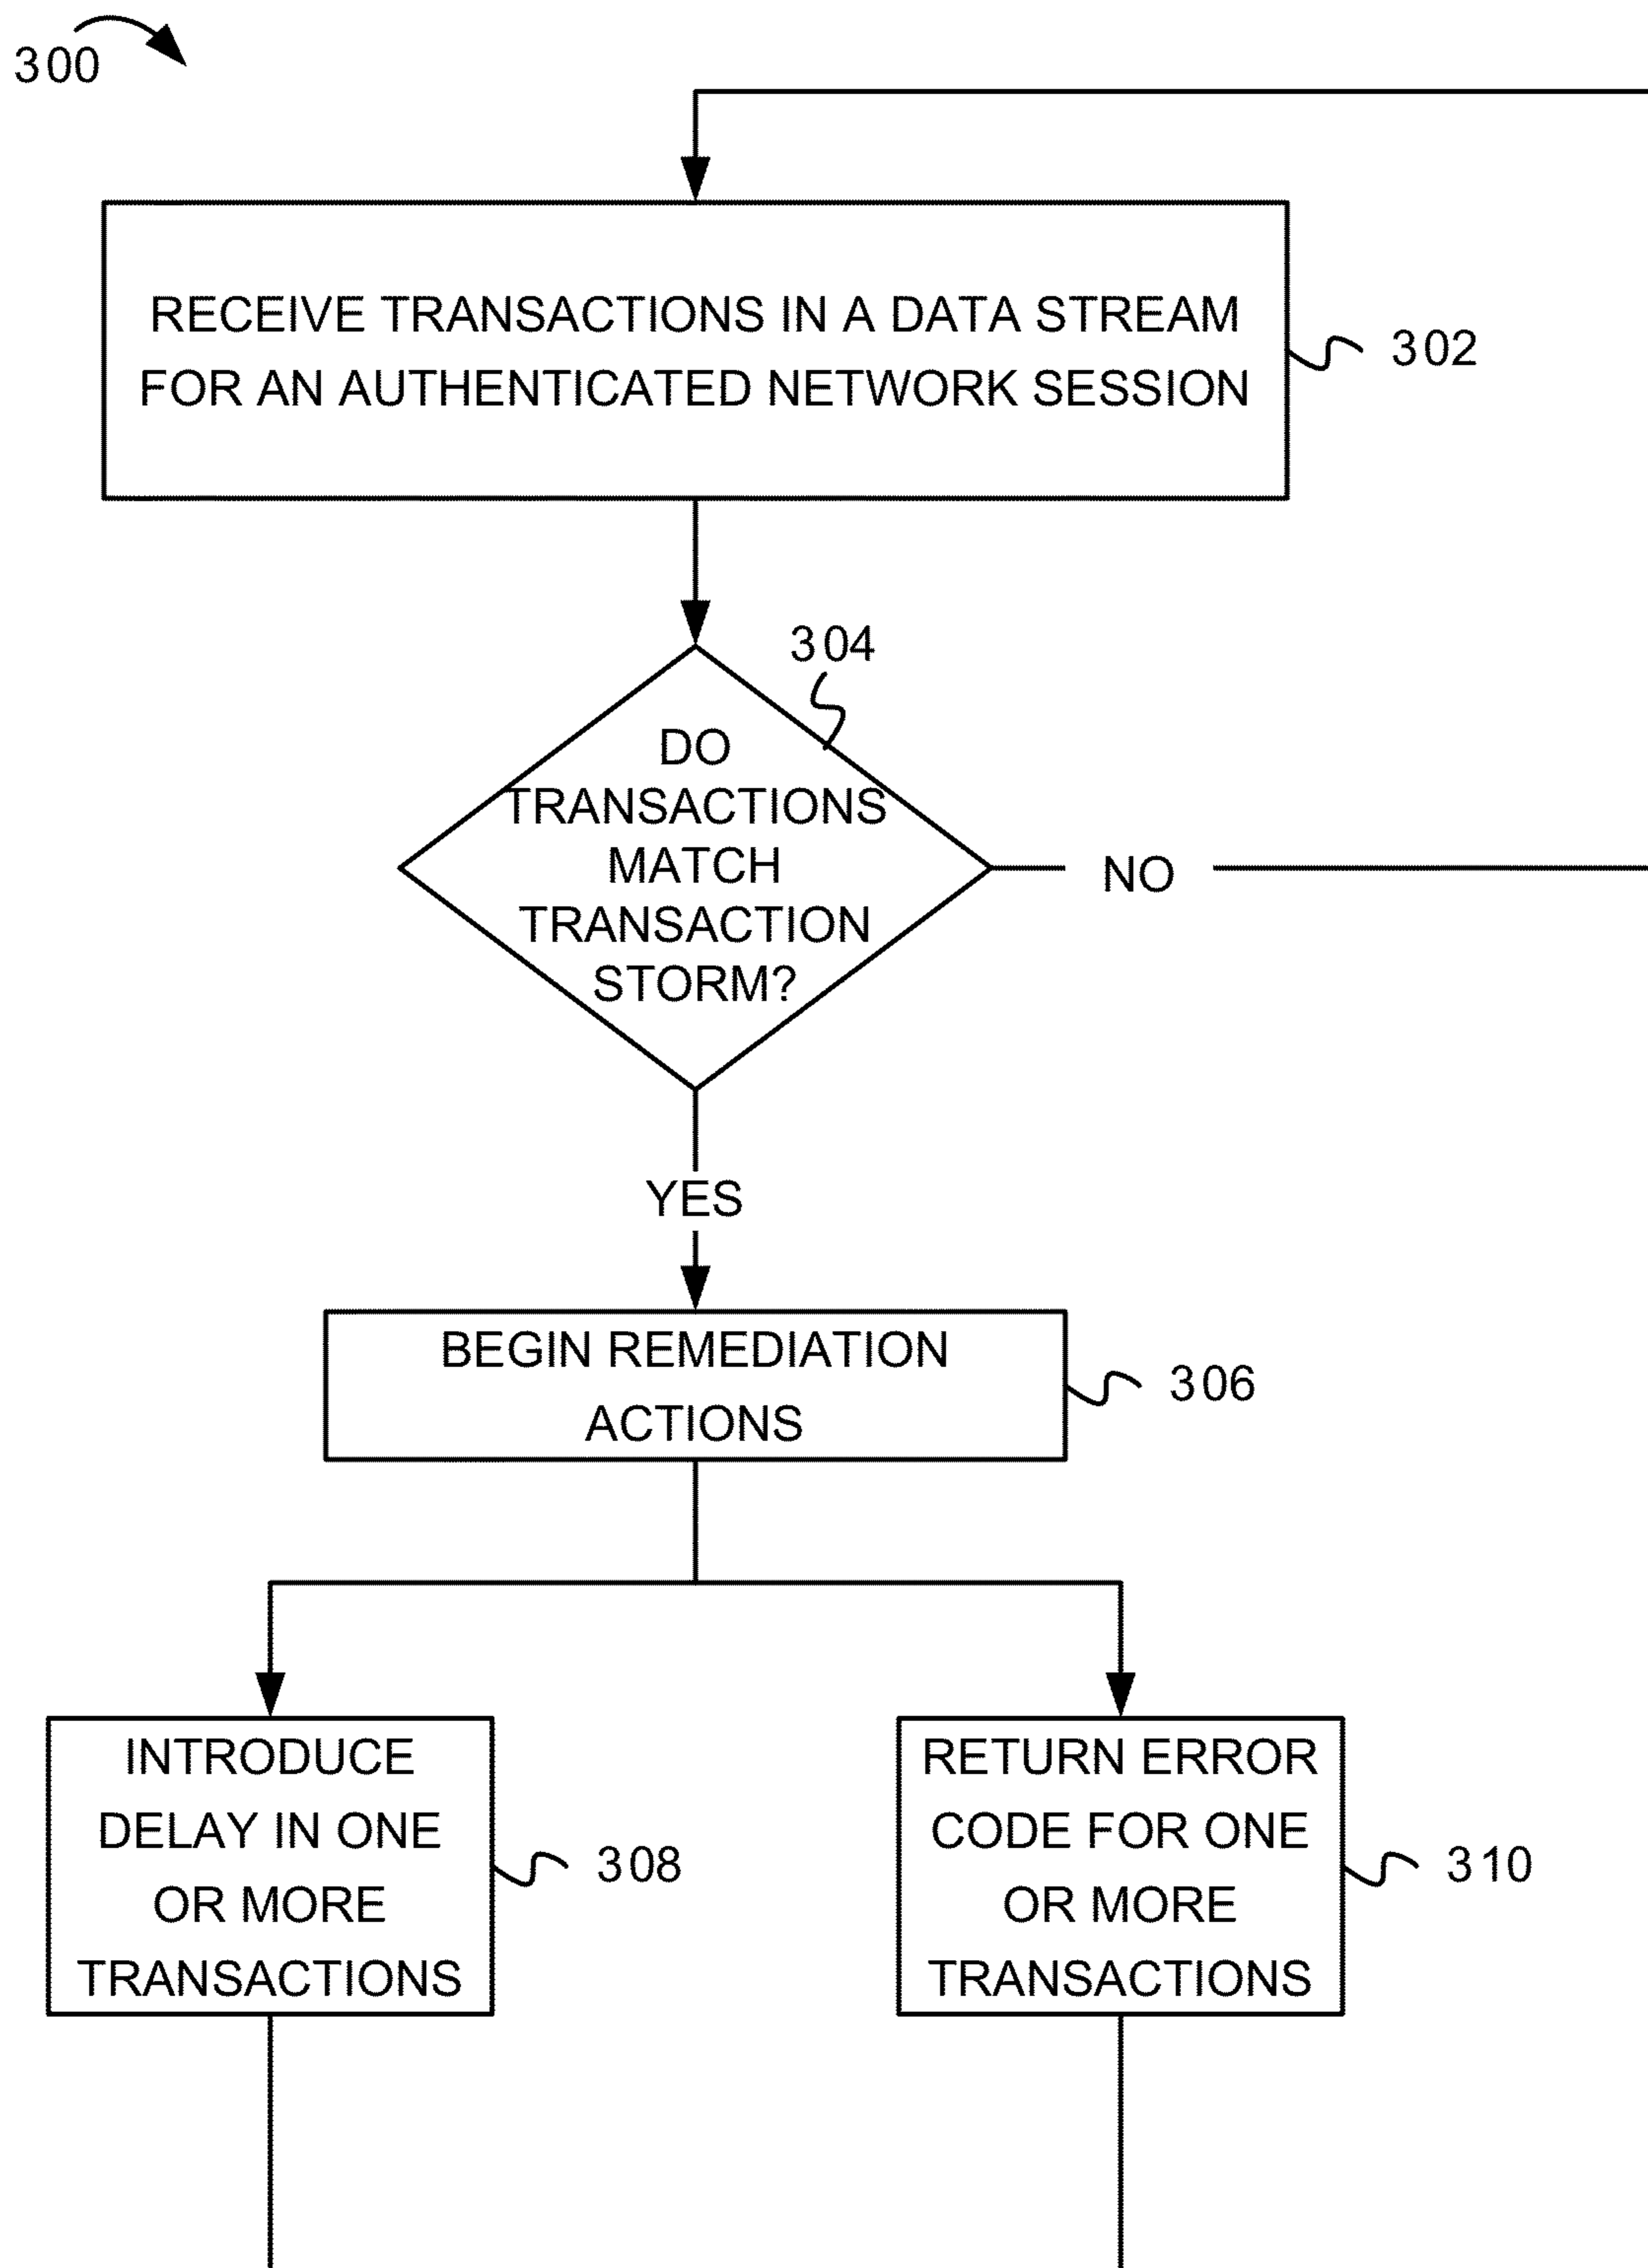 300
RECEIVE TRANSACTIONS IN A DATA STREAM
FOR AN AUTHENTICATED NETWORK SESSION
302
304
DO
TRANSACTIONS
MATCH
TRANSACTION
STORM?
NO
YES
BEGIN REMEDIATION
ACTIONS
306
INTRODUCE
DELAY IN ONE
OR MORE
TRANSACTIONS
308
RETURN ERROR
CODE FOR ONE
OR MORE
TRANSACTIONS
310